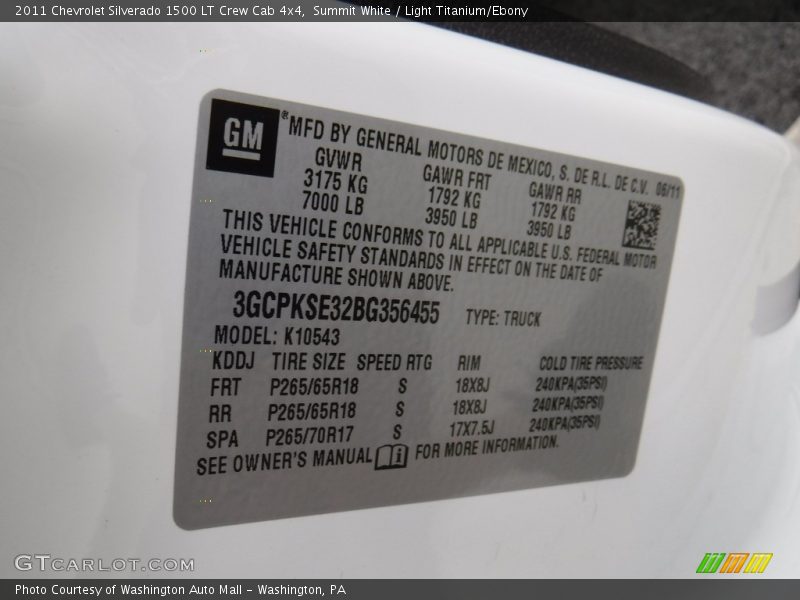 2011 Chevrolet Silverado 1500 LT Crew Cab 4x4, Summit White / Light Titanium/Ebony
GM ® MFD BY GENERAL MOTORS DE MEXICO, S. DE R.L. DE C.V. 06/11
GVWR GAWR FRT GAWR RR
3175 KG 1792 KG 1792 KG
7000 LB 3950 LB 3950 LB
THIS VEHICLE CONFORMS TO ALL APPLICABLE U.S. FEDERAL MOTOR
VEHICLE SAFETY STANDARDS IN EFFECT ON THE DATE OF
MANUFACTURE SHOWN ABOVE.
3GCPKSE32BG356455 TYPE: TRUCK
MODEL: K10543
KDDJ TIRE SIZE SPEED RTG RIM COLD TIRE PRESSURE
FRT P265/65R18 S 18X8J 240KPA(35PSI)
RR P265/65R18 S 18X8J 240KPA(35PSI)
SPA P265/70R17 S 17X7.5J 240KPA(35PSI)
SEE OWNER'S MANUAL i FOR MORE INFORMATION.
GTCARLOT.COM
Photo Courtesy of Washington Auto Mall - Washington, PA